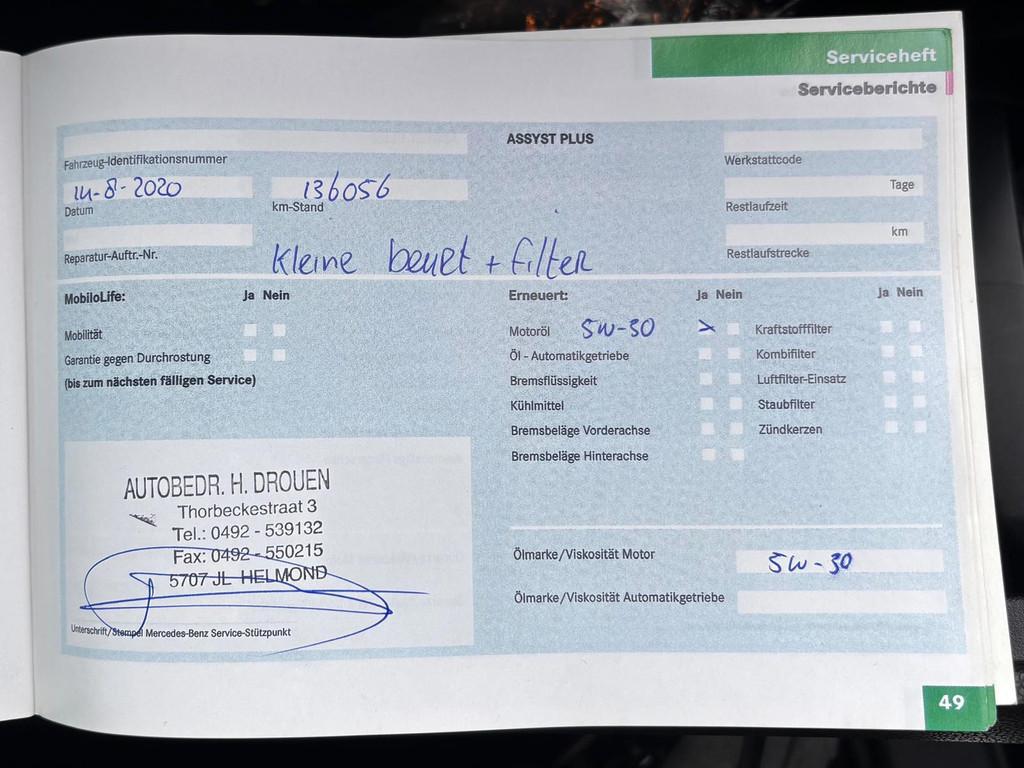 Serviceheft
Serviceberichte
Fahrzeug-Identifikationsnummer
ASSYST PLUS
Werkstattcode
14-8-2020
Datum
136056
km-Stand
Tage
Restlaufzeit
Reparatur-Auftr.-Nr.
km
Restlaufstrecke
Kleine beurt + filter
MobiloLife: Ja Nein
Mobilität
Garantie gegen Durchrostung
(bis zum nächsten fälligen Service)
Erneuert: Ja Nein Ja Nein
Motoröl 5W-30 Kraftstofffilter
Öl - Automatikgetriebe Kombifilter
Bremsflüssigkeit Luftfilter-Einsatz
Kühlmittel Staubfilter
Bremsbeläge Vorderachse Zündkerzen
Bremsbeläge Hinterachse
AUTOBEDR. H. DROUEN
Thorbeckestraat 3
Tel.: 0492 - 539132
Fax: 0492 - 550215
5707 JL HELMOND
Unterschrift/Stempel Mercedes-Benz Service-Stützpunkt
Ölmarke/Viskosität Motor 5W-30
Ölmarke/Viskosität Automatikgetriebe
49